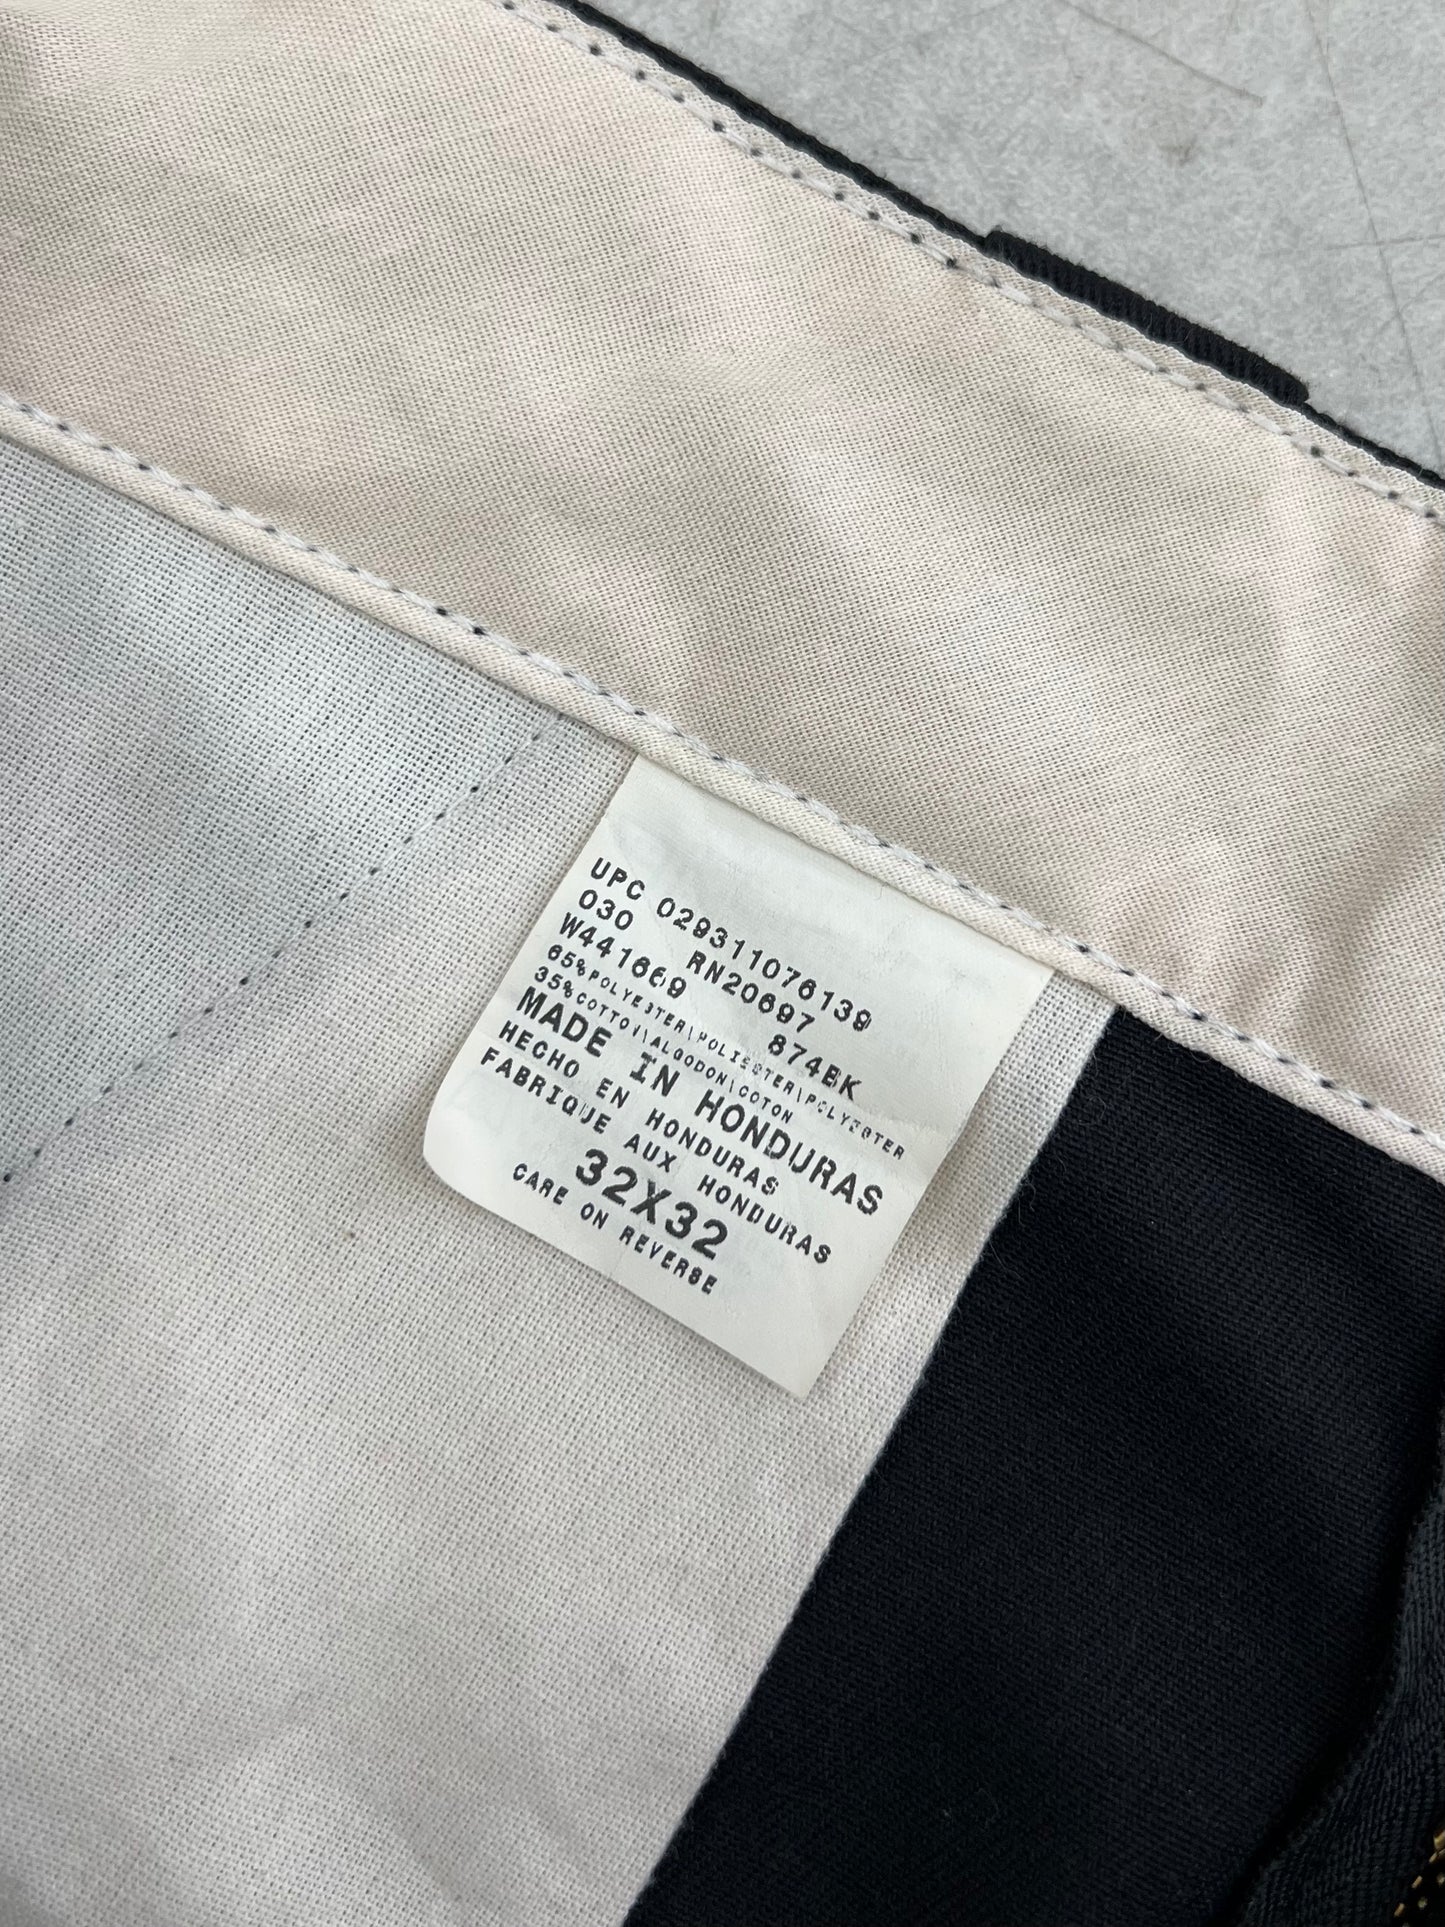 UPC 029311076139
030 RN20697
W441669 874BK
65%POLYESTER\POLIESTER\POLYESTER
35%COTTON\ALGODON\COTON
MADE IN HONDURAS
HECHO EN HONDURAS
FABRIQUE AUX HONDURAS
32X32
CARE ON REVERSE